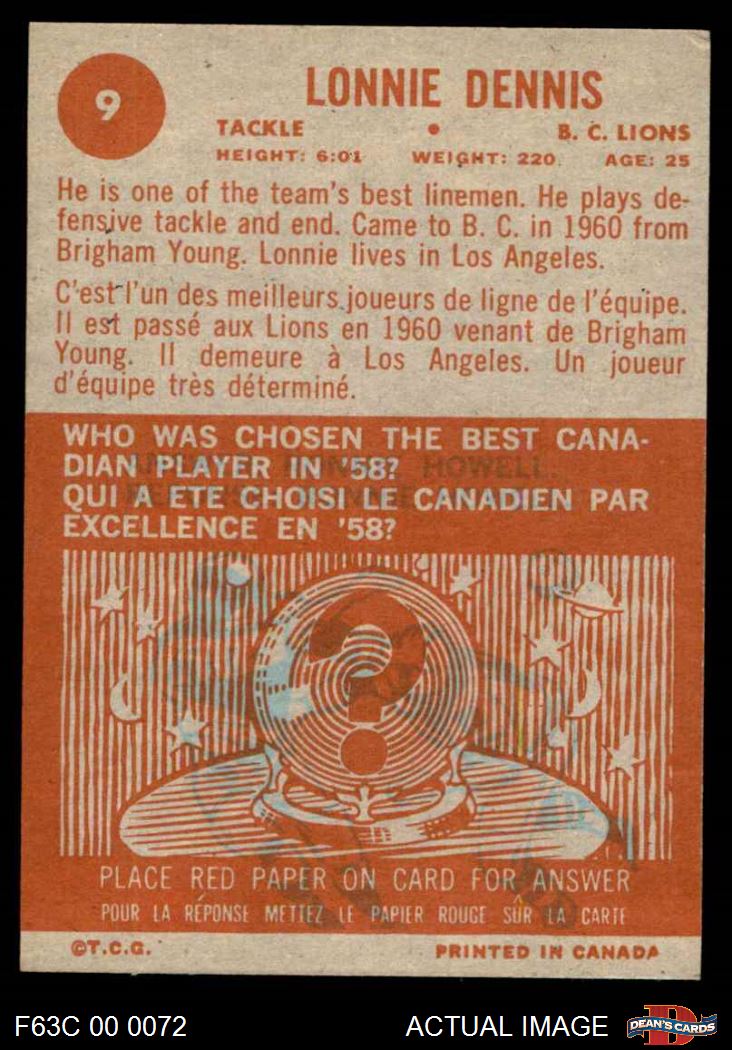 9
LONNIE DENNIS
TACKLE • B. C. LIONS
HEIGHT: 6:01 WEIGHT: 220. AGE: 25
He is one of the team's best linemen. He plays de-
fensive tackle and end. Came to B. C. in 1960 from
Brigham Young. Lonnie lives in Los Angeles.
C'est l'un des meilleurs joueurs de ligne de l'équipe.
Il est passé aux Lions en 1960 venant de Brigham
Young. Il demeure à Los Angeles. Un joueur
d'équipe très déterminé.
WHO WAS CHOSEN THE BEST CANA-
DIAN PLAYER IN '58?
QUI A ETE CHOISI LE CANADIEN PAR
EXCELLENCE EN '58?
HOWELL
?
PLACE RED PAPER ON CARD FOR ANSWER
POUR LA RÉPONSE METTEZ LE PAPIER ROUGE SÛR LA CARTE
©T.C.G. PRINTED IN CANADA
F63C 00 0072 ACTUAL IMAGE D DEAN'S CARDS